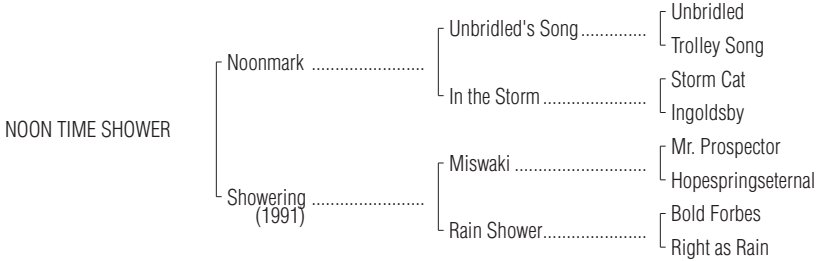 Unbridled
Unbridled's Song..............
Trolley Song
Noonmark ........................
Storm Cat
In the Storm ......................
Ingoldsby
NOON TIME SHOWER
Mr. Prospector
Miswaki ............................
Hopespringseternal
Showering ........................
(1991)
Bold Forbes
Rain Shower......................
Right as Rain